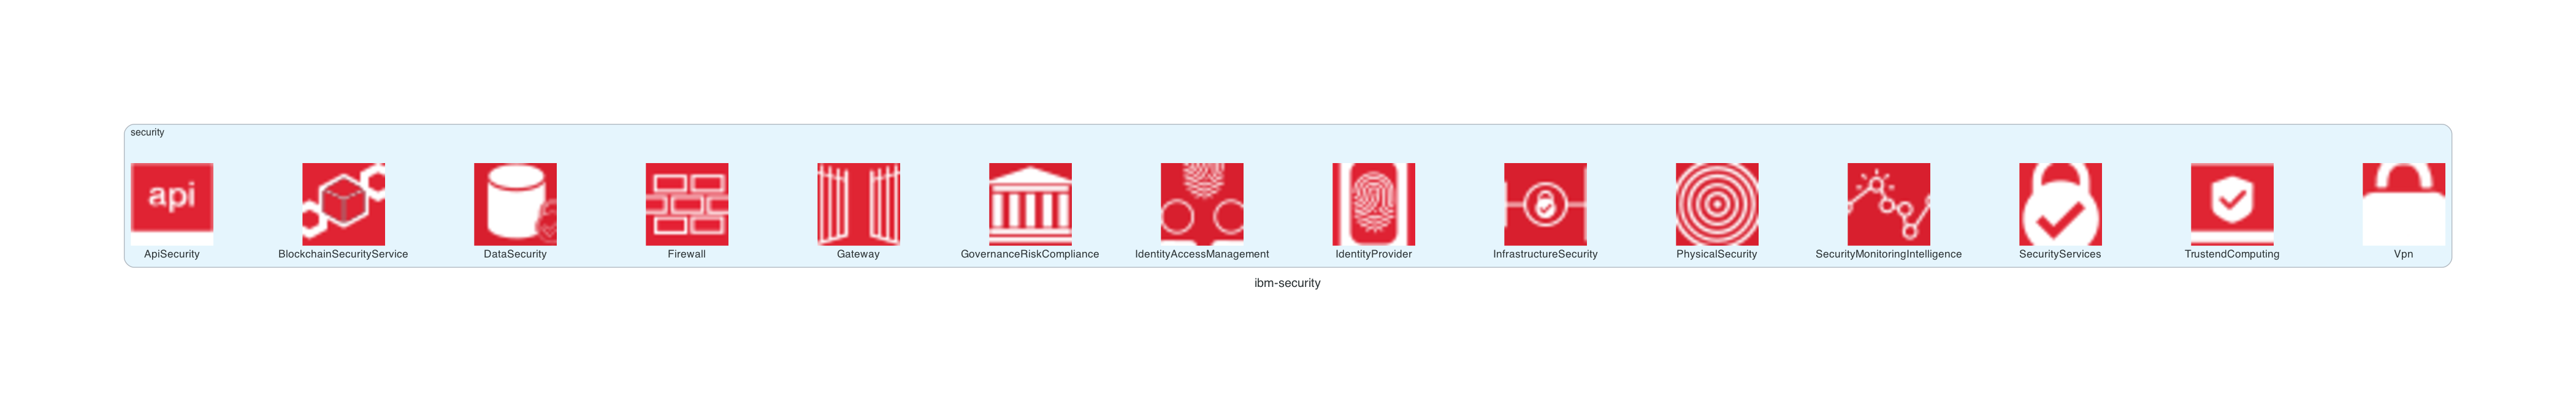 security
api
ApiSecurity
BlockchainSecurityService
DataSecurity
Firewall
Gateway
GovernanceRiskCompliance
IdentityAccessManagement
IdentityProvider
InfrastructureSecurity
PhysicalSecurity
SecurityMonitoringIntelligence
SecurityServices
TrustendComputing
Vpn
ibm-security